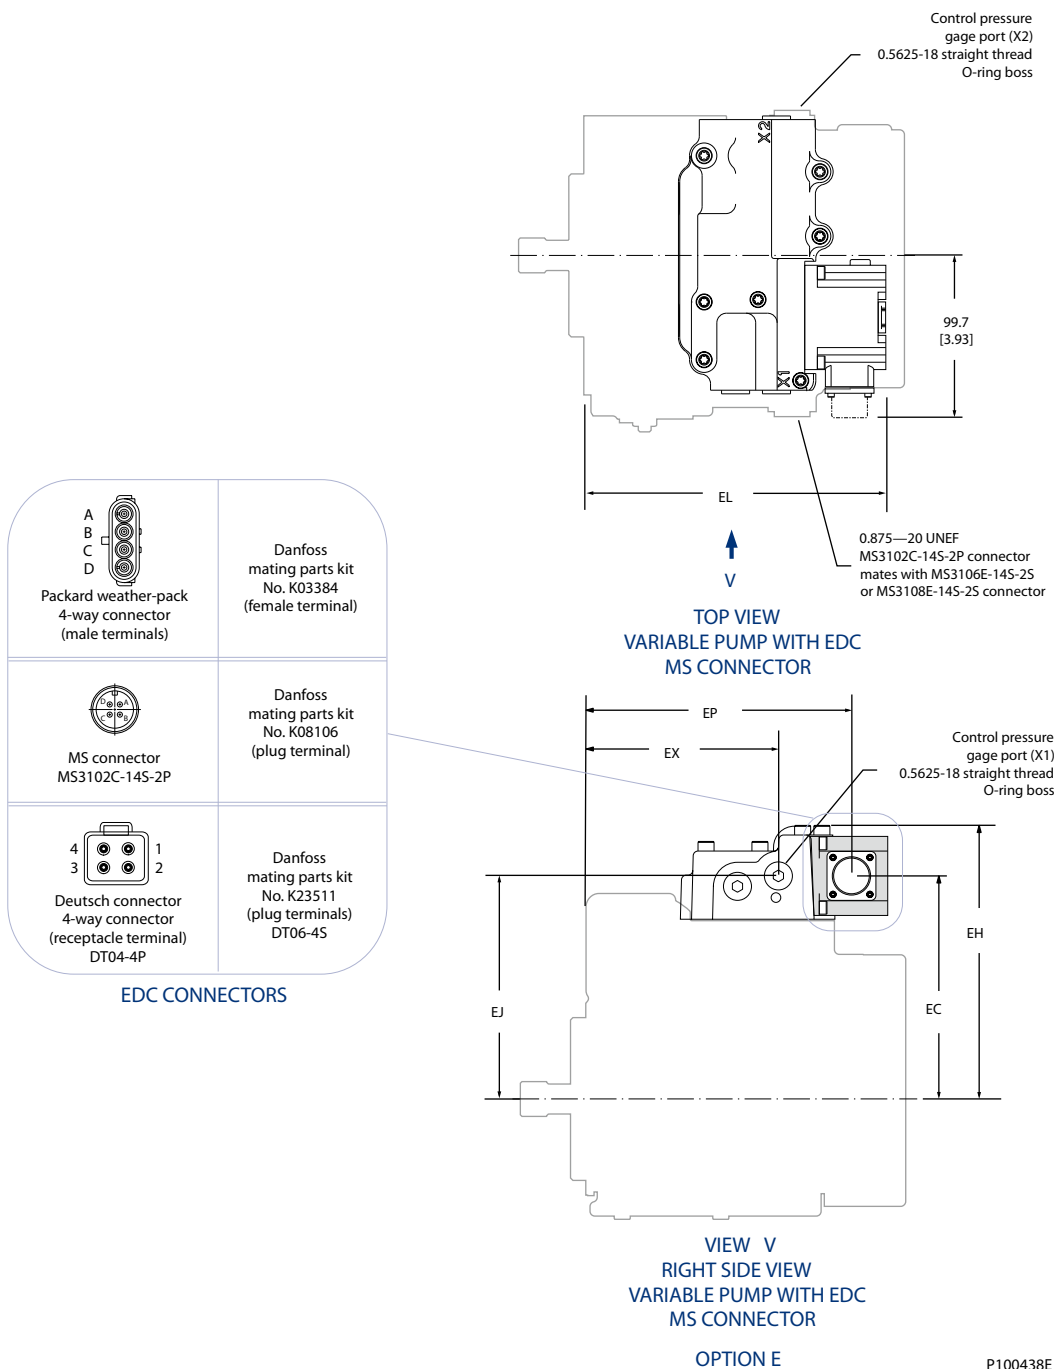 Control pressure
gage port (X2)
0.5625-18 straight thread
O-ring boss
X2
99.7
[3.93]
X1
EL
V
0.875—20 UNEF
MS3102C-14S-2P connector
mates with MS3106E-14S-2S
or MS3108E-14S-2S connector
TOP VIEW
VARIABLE PUMP WITH EDC
MS CONNECTOR
A
B
C
D
Packard weather-pack
4-way connector
(male terminals)
Danfoss
mating parts kit
No. K03384
(female terminal)
D A
C B
MS connector
MS3102C-14S-2P
Danfoss
mating parts kit
No. K08106
(plug terminal)
4 1
3 2
Deutsch connector
4-way connector
(receptacle terminal)
DT04-4P
Danfoss
mating parts kit
No. K23511
(plug terminals)
DT06-4S
EDC CONNECTORS
EP
EX
Control pressure
gage port (X1)
0.5625-18 straight thread
O-ring boss
EJ
EC
EH
VIEW V
RIGHT SIDE VIEW
VARIABLE PUMP WITH EDC
MS CONNECTOR
OPTION E
P100438E